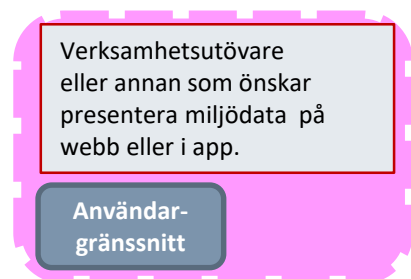 Verksamhetsutövare
eller annan som önskar
presentera miljödata på
webb eller i app.
Användar-
gränssnitt